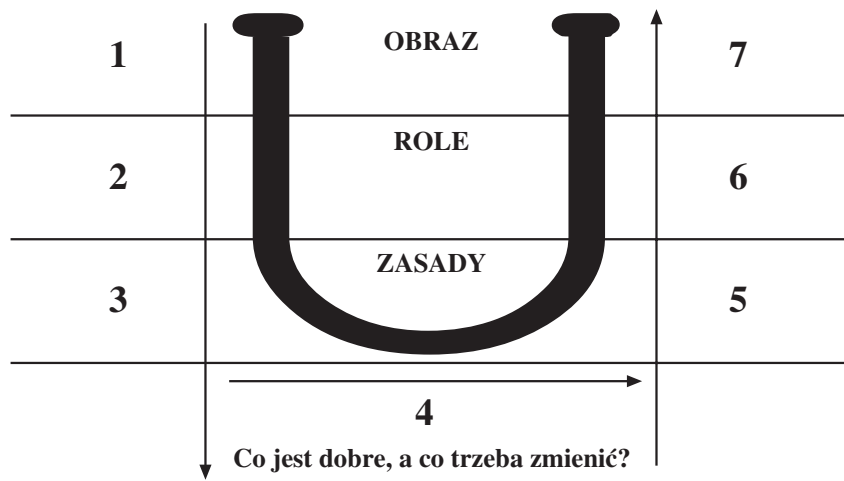 1 OBRAZ 7
2 ROLE 6
3 ZASADY 5
4
Co jest dobre, a co trzeba zmienić?